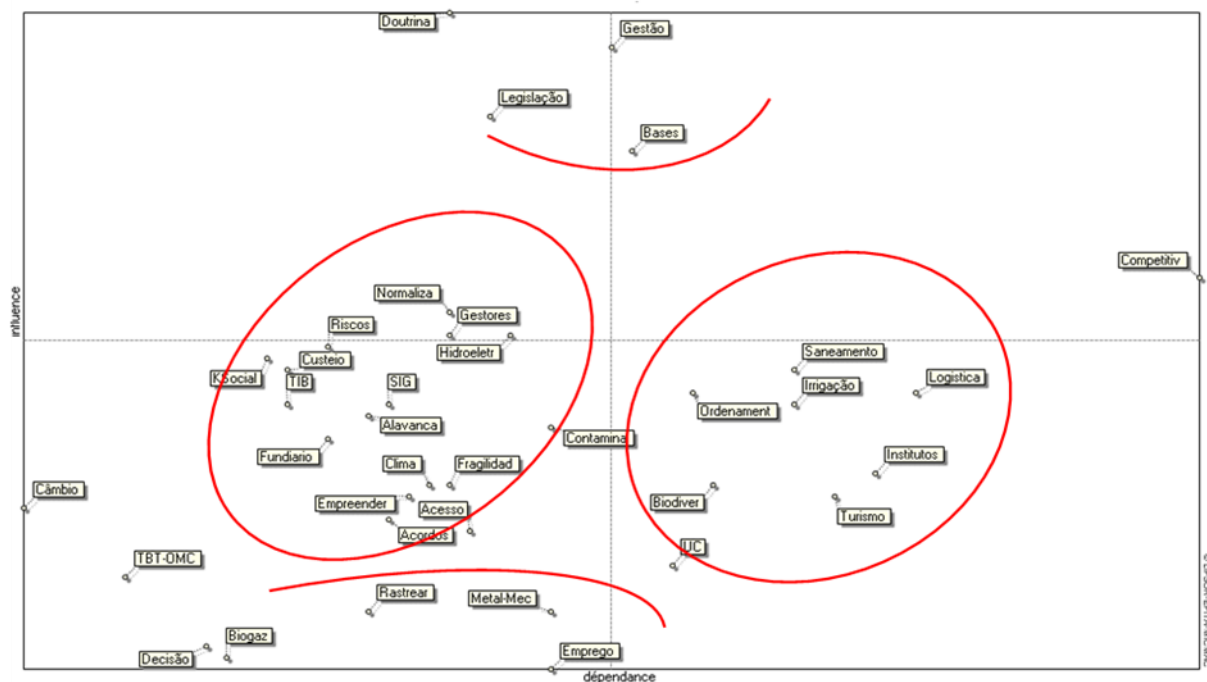 Doutrina
Gestão
Legislação
Bases
Competitiv
Normaliza
Gestores
Riscos
Hidroeletr
Custeio
Saneamento
KSocial
TIB
SIG
Irrigação
Logistica
Ordenament
Alavanca
Contamina
Fundiario
Clima
Fragilidad
Institutos
Câmbio
Empreender
Acesso
Biodiver
Turismo
Acordos
UC
TBT-OMC
Rastrear
Metal-Mec
Biogaz
Decisão
Emprego
influence
dépendance